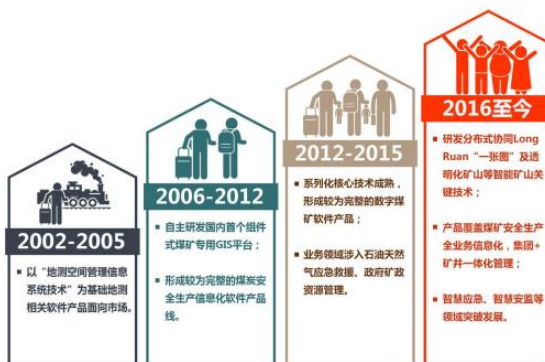 2002-2005
▪ 以“地测空间管理信息
系统技术”为基础地测
相关软件产品面向市场。
2006-2012
▪ 自主研发国内首个组件
式煤矿专用GIS平台；
▪ 形成较为完整的煤炭安
全生产信息化软件产品
线。
2012-2015
▪ 系列化核心技术成熟，
形成较为完整的数字煤
矿软件产品；
▪ 业务领域涉入石油天然
气应急救援、政府矿政
资源管理。
2016至今
▪ 研发分布式协同Long
Ruan“一张图”及透
明化矿山等智能矿山关
键技术；
▪ 产品覆盖煤矿安全生产
全业务信息化，集团+
矿井一体化管理；
▪ 智慧应急、智慧安监等
领域突破发展。